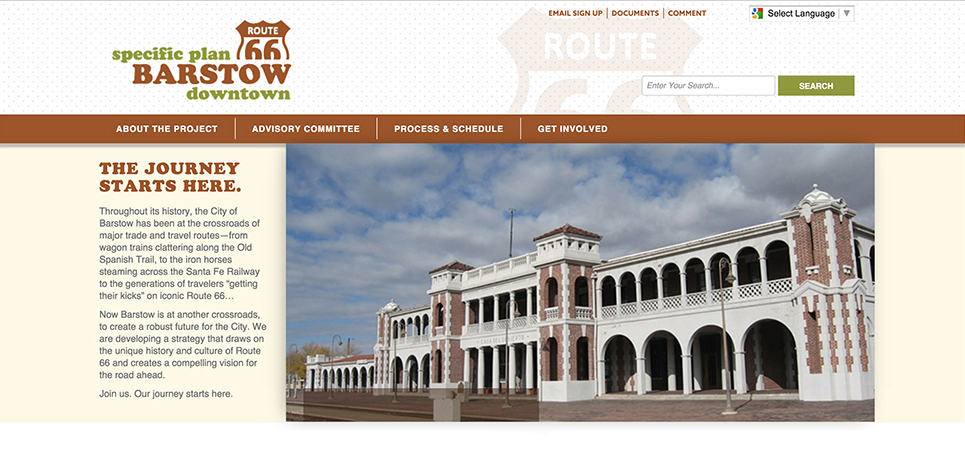 EMAIL SIGN UP | DOCUMENTS | COMMENT
Select Language ▼
ROUTE
66
specific plan
BARSTOW
downtown
ROUTE
66
Enter Your Search...
SEARCH
ABOUT THE PROJECT
ADVISORY COMMITTEE
PROCESS & SCHEDULE
GET INVOLVED
THE JOURNEY
STARTS HERE.
Throughout its history, the City of
Barstow has been at the crossroads of
major trade and travel routes—from
wagon trains clattering along the Old
Spanish Trail, to the iron horses
steaming across the Santa Fe Railway
to the generations of travelers "getting
their kicks" on iconic Route 66…
Now Barstow is at another crossroads,
to create a robust future for the City. We
are developing a strategy that draws on
the unique history and culture of Route
66 and creates a compelling vision for
the road ahead.
Join us. Our journey starts here.